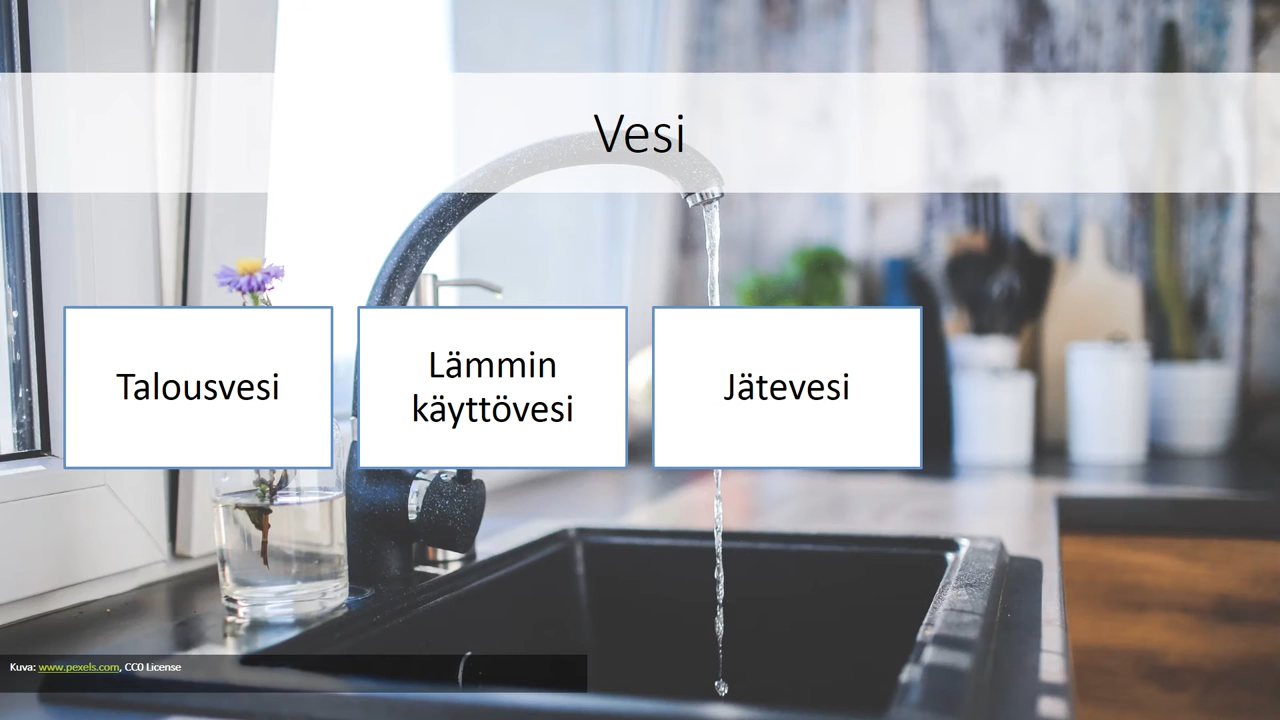 Vesi
Talousvesi
Lämmin
käyttövesi
Jätevesi
Kuva: www.pexels.com, CC0 License